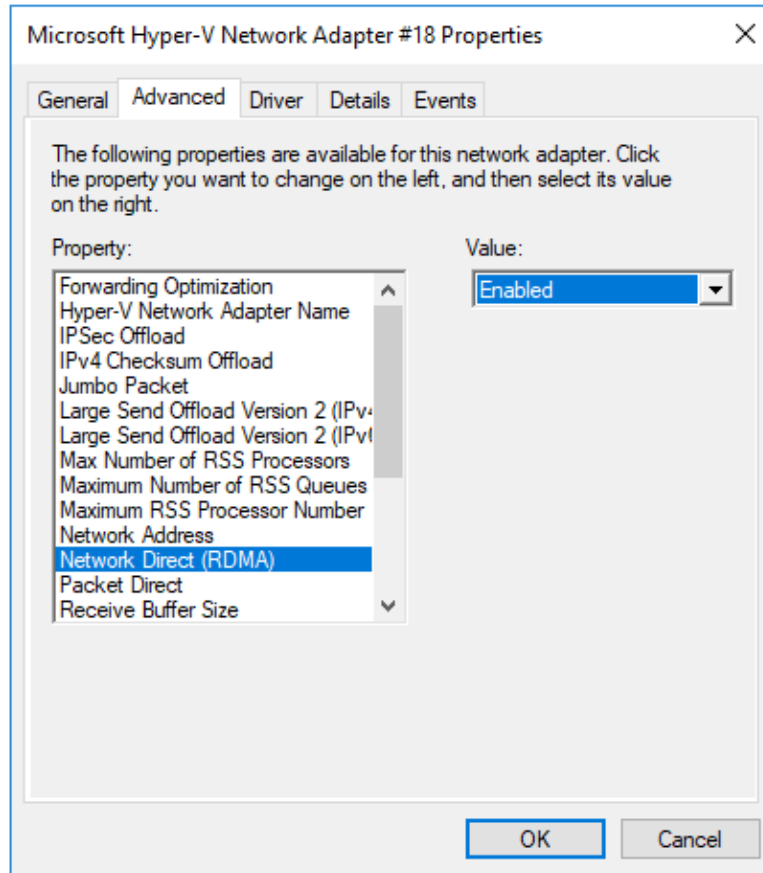 Microsoft Hyper-V Network Adapter #18 Properties
General Advanced Driver Details Events
The following properties are available for this network adapter. Click
the property you want to change on the left, and then select its value
on the right.
Property:
Value:
Forwarding Optimization
Hyper-V Network Adapter Name
IPSec Offload
IPv4 Checksum Offload
Jumbo Packet
Large Send Offload Version 2 (IPv4
Large Send Offload Version 2 (IPv6
Max Number of RSS Processors
Maximum Number of RSS Queues
Maximum RSS Processor Number
Network Address
Network Direct (RDMA)
Packet Direct
Receive Buffer Size
Enabled
OK Cancel